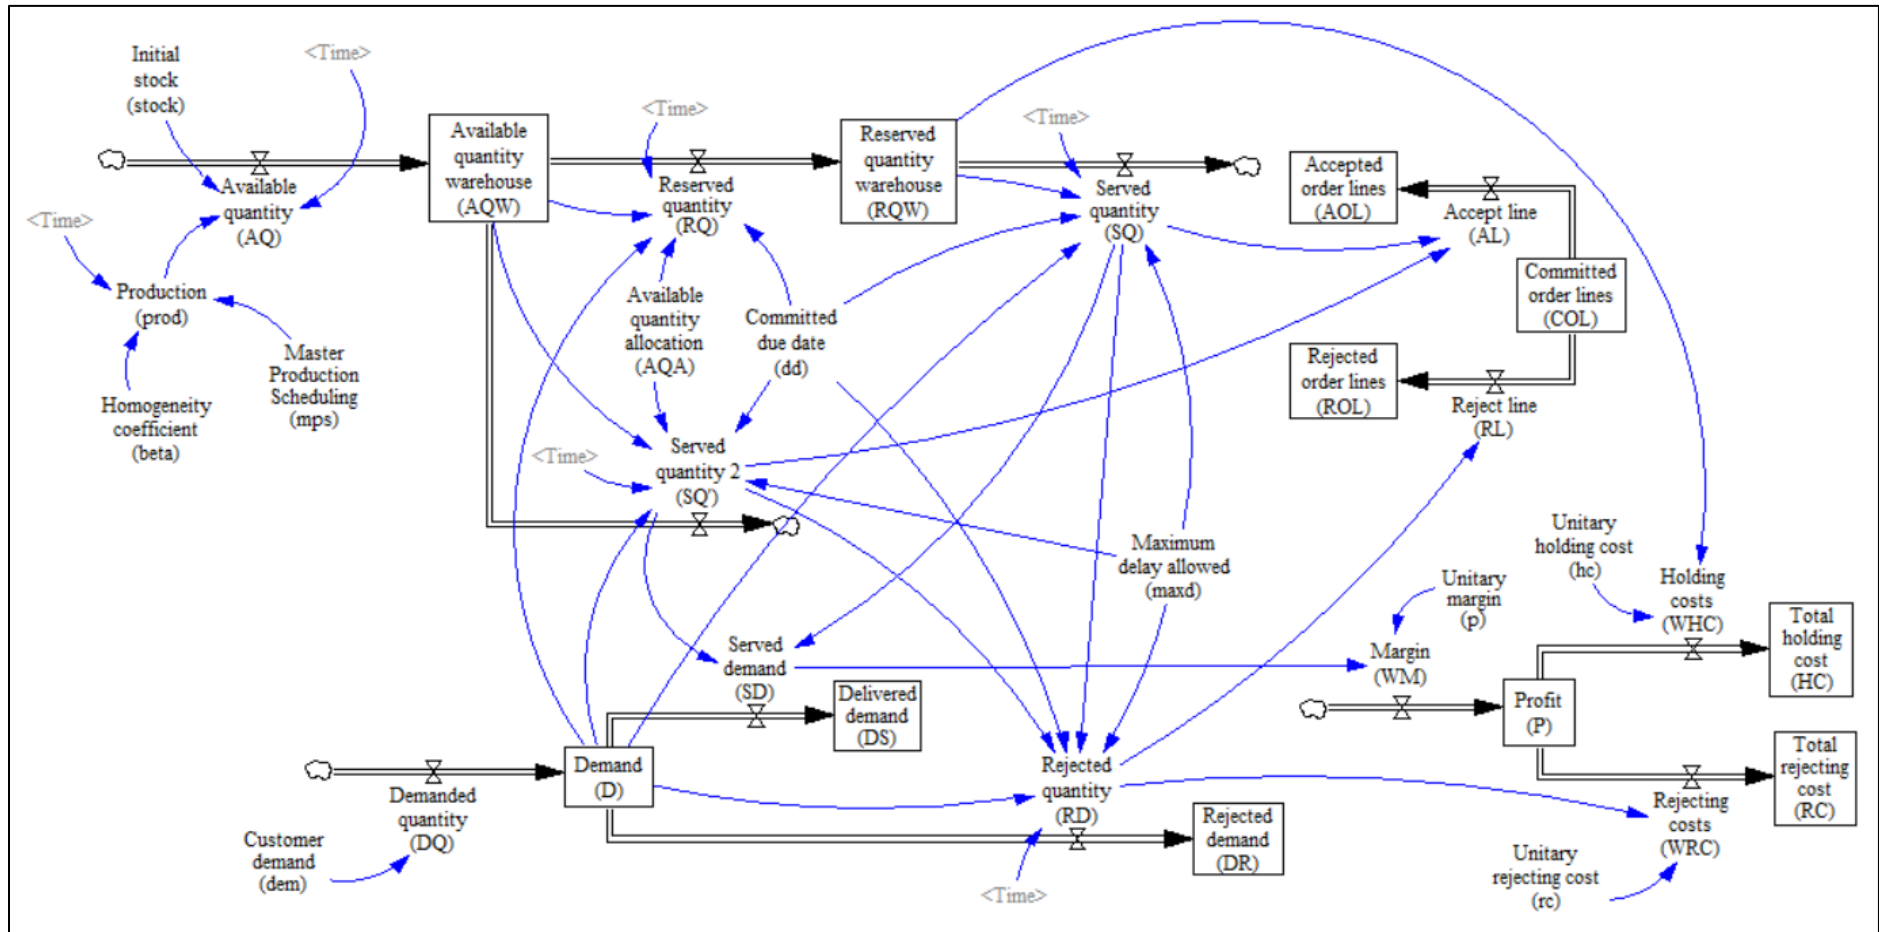 Initial
stock
(stock)
<Time>
Available
quantity
(AQ)
<Time>
Production
(prod)
Homogeneity
coefficient
(beta)
Master
Production
Scheduling
(mps)
Available
quantity
warehouse
(AQW)
<Time>
Reserved
quantity
(RQ)
Available
quantity
allocation
(AQA)
Committed
due date
(dd)
Reserved
quantity
warehouse
(RQW)
<Time>
Served
quantity
(SQ)
Accepted
order lines
(AOL)
Accept line
(AL)
Committed
order lines
(COL)
Rejected
order lines
(ROL)
Reject line
(RL)
<Time>
Served
quantity 2
(SQ')
Maximum
delay allowed
(maxd)
Served
demand
(SD)
Delivered
demand
(DS)
Demand
(D)
Demanded
quantity
(DQ)
Customer
demand
(dem)
Rejected
quantity
(RD)
<Time>
Rejected
demand
(DR)
Unitary
margin
(p)
Margin
(WM)
Unitary
holding cost
(hc)
Holding
costs
(WHC)
Total
holding
cost
(HC)
Profit
(P)
Total
rejecting
cost
(RC)
Rejecting
costs
(WRC)
Unitary
rejecting cost
(rc)